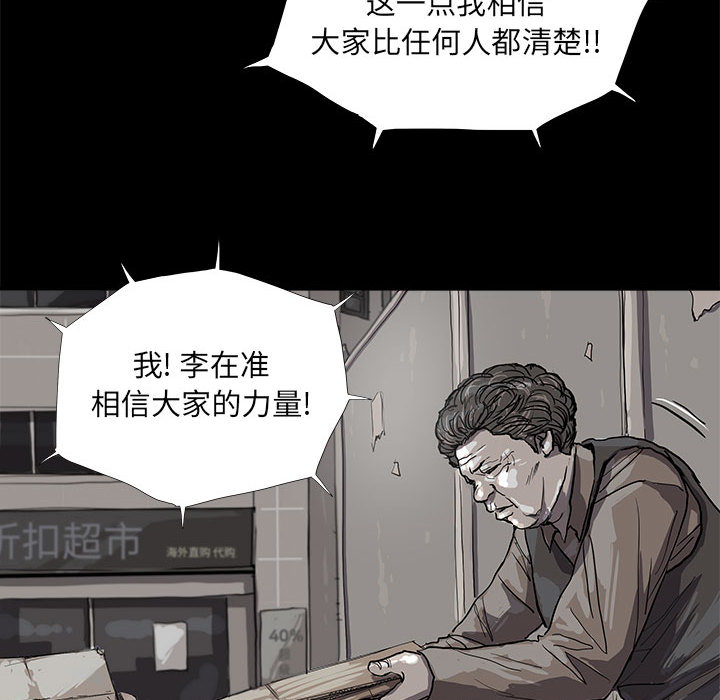 这一点我相信
大家比任何人都清楚!!
我! 李在准
相信大家的力量!
折扣超市
海外直购 代购
40%